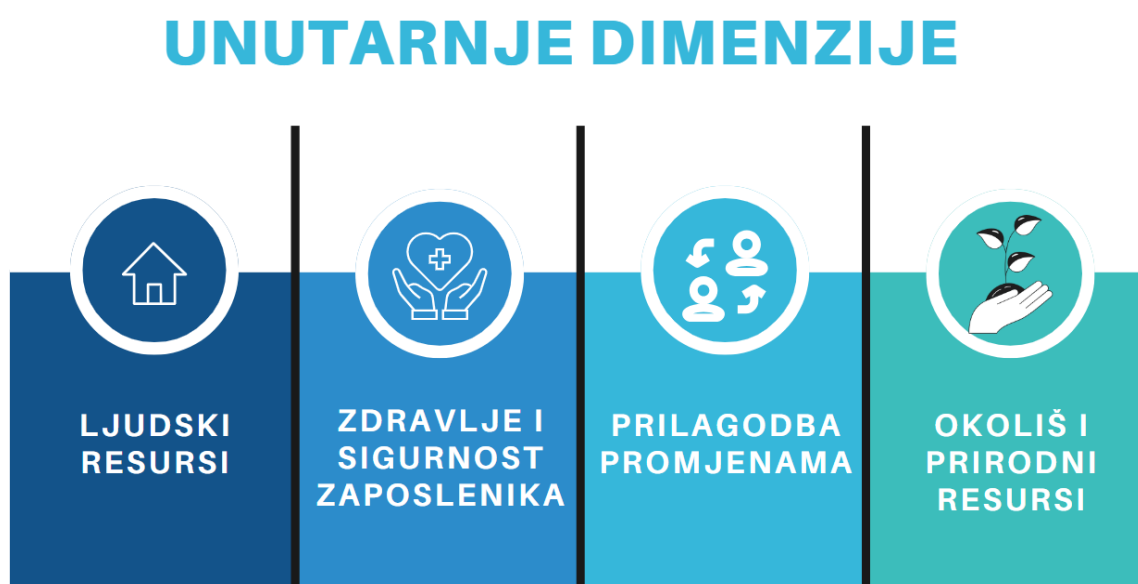 UNUTARNJE DIMENZIJE
LJUDSKI
RESURSI
ZDRAVLJE I
SIGURNOST
ZAPOSLENIKA
PRILAGODBA
PROMJENAMA
OKOLIŠ I
PRIRODNI
RESURSI